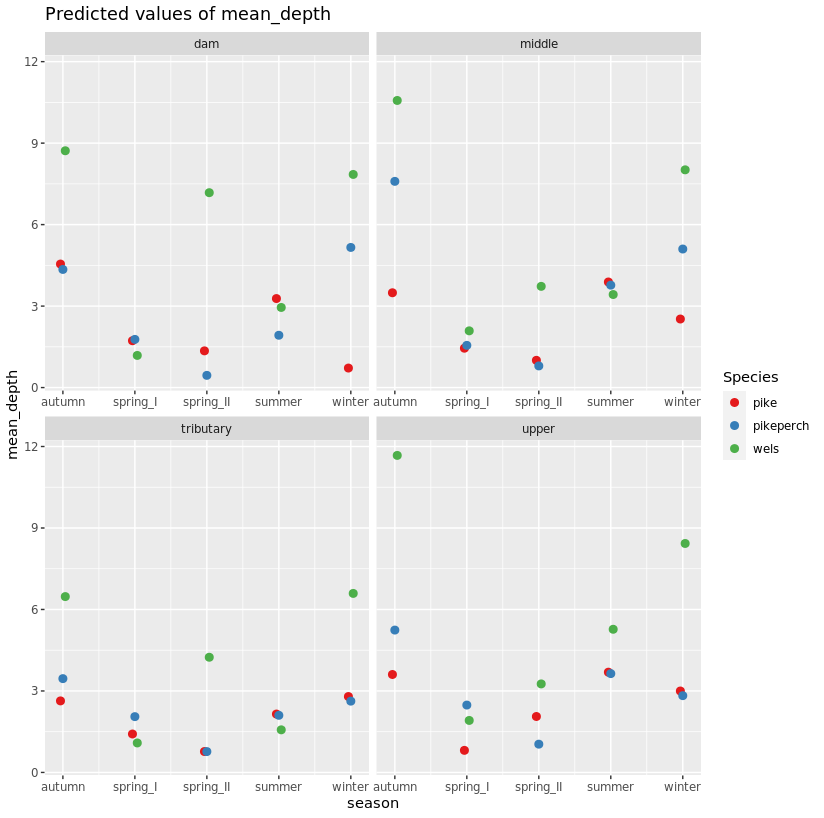 Predicted values of mean_depth
dam
middle
12
9
6
3
0
autumn spring_I spring_II summer winter
autumn spring_I spring_II summer winter
tributary
upper
12
9
6
3
0
autumn spring_I spring_II summer winter
autumn spring_I spring_II summer winter
season
mean_depth
Species
pike
pikeperch
wels